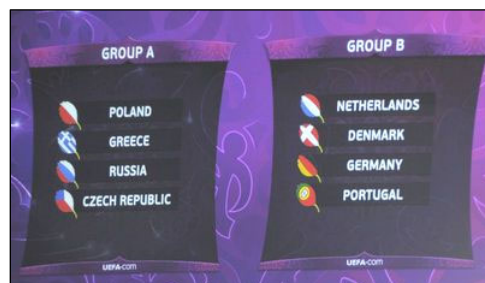 GROUP A
POLAND
GREECE
RUSSIA
CZECH REPUBLIC
UEFA.com
GROUP B
NETHERLANDS
DENMARK
GERMANY
PORTUGAL
UEFA.com